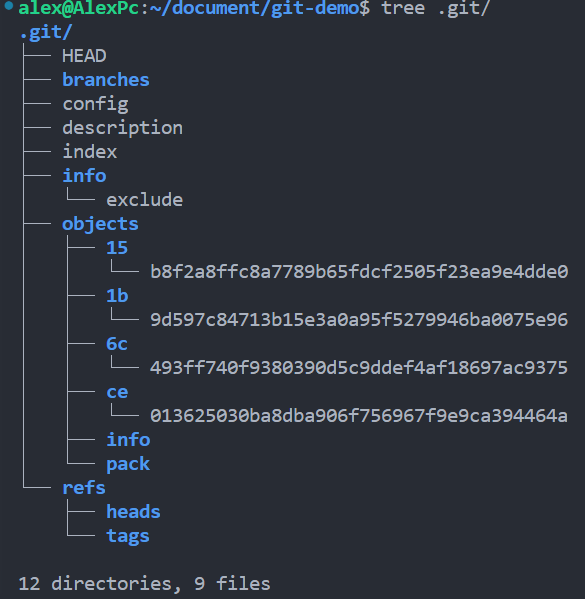 alex@AlexPc:~/document/git-demo$ tree .git/
.git/
├── HEAD
├── branches
├── config
├── description
├── index
├── info
│   └── exclude
├── objects
│   ├── 15
│   │   └── b8f2a8ffc8a7789b65fdcf2505f23ea9e4dde0
│   ├── 1b
│   │   └── 9d597c84713b15e3a0a95f5279946ba0075e96
│   ├── 6c
│   │   └── 493ff740f9380390d5c9ddef4af18697ac9375
│   ├── ce
│   │   └── 013625030ba8dba906f756967f9e9ca394464a
│   ├── info
│   └── pack
└── refs
    ├── heads
    └── tags
12 directories, 9 files